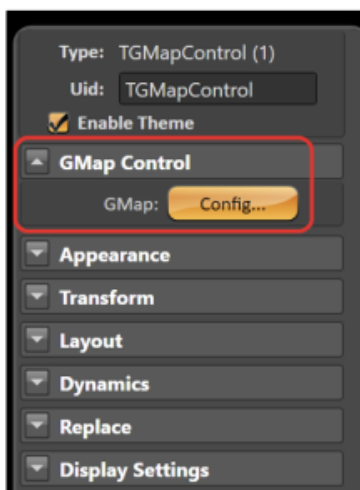 Type: TGMapControl (1)
Uid: TGMapControl
Enable Theme
GMap Control
GMap: Config...
Appearance
Transform
Layout
Dynamics
Replace
Display Settings